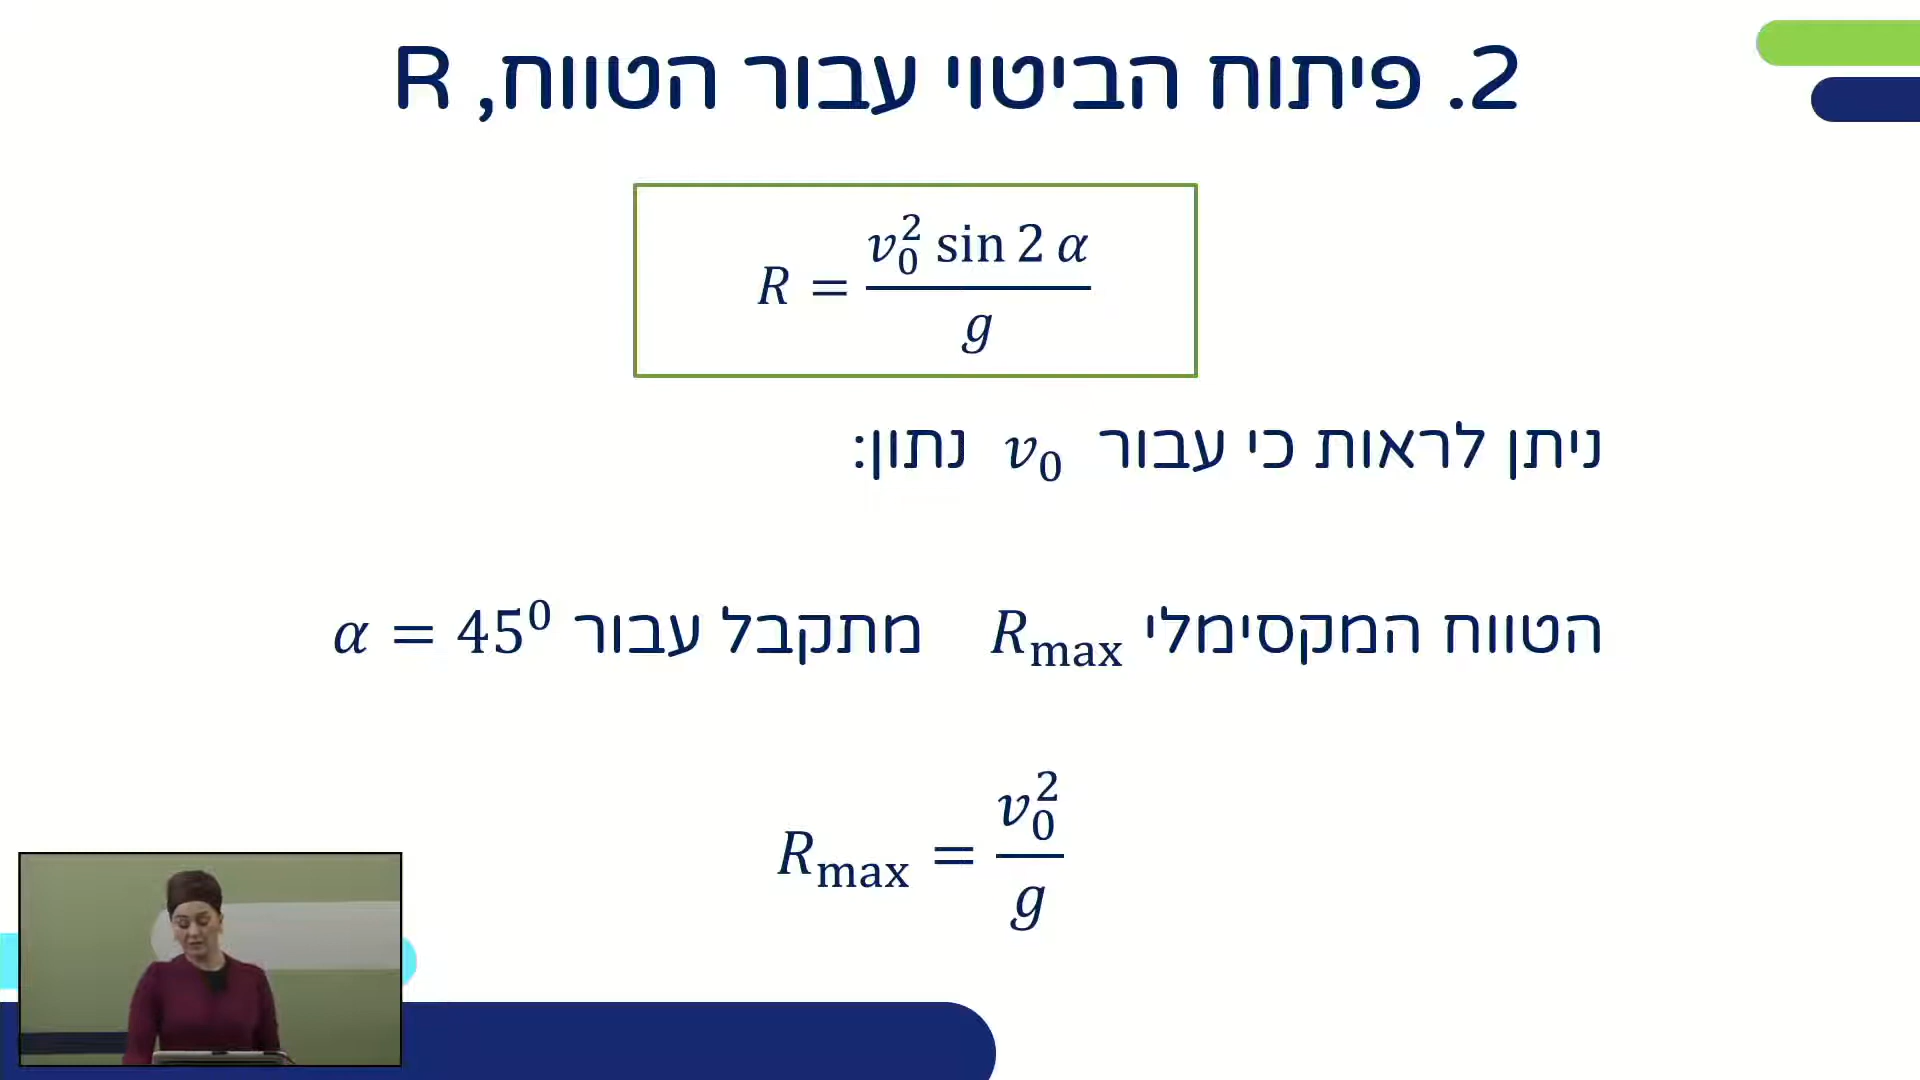 2. פיתוח הביטוי עבור הטווח, R
R = v₀² sin 2 α / g
ניתן לראות כי עבור v₀ נתון:
הטווח המקסימלי Rmax מתקבל עבור α = 45⁰
Rmax = v₀² / g